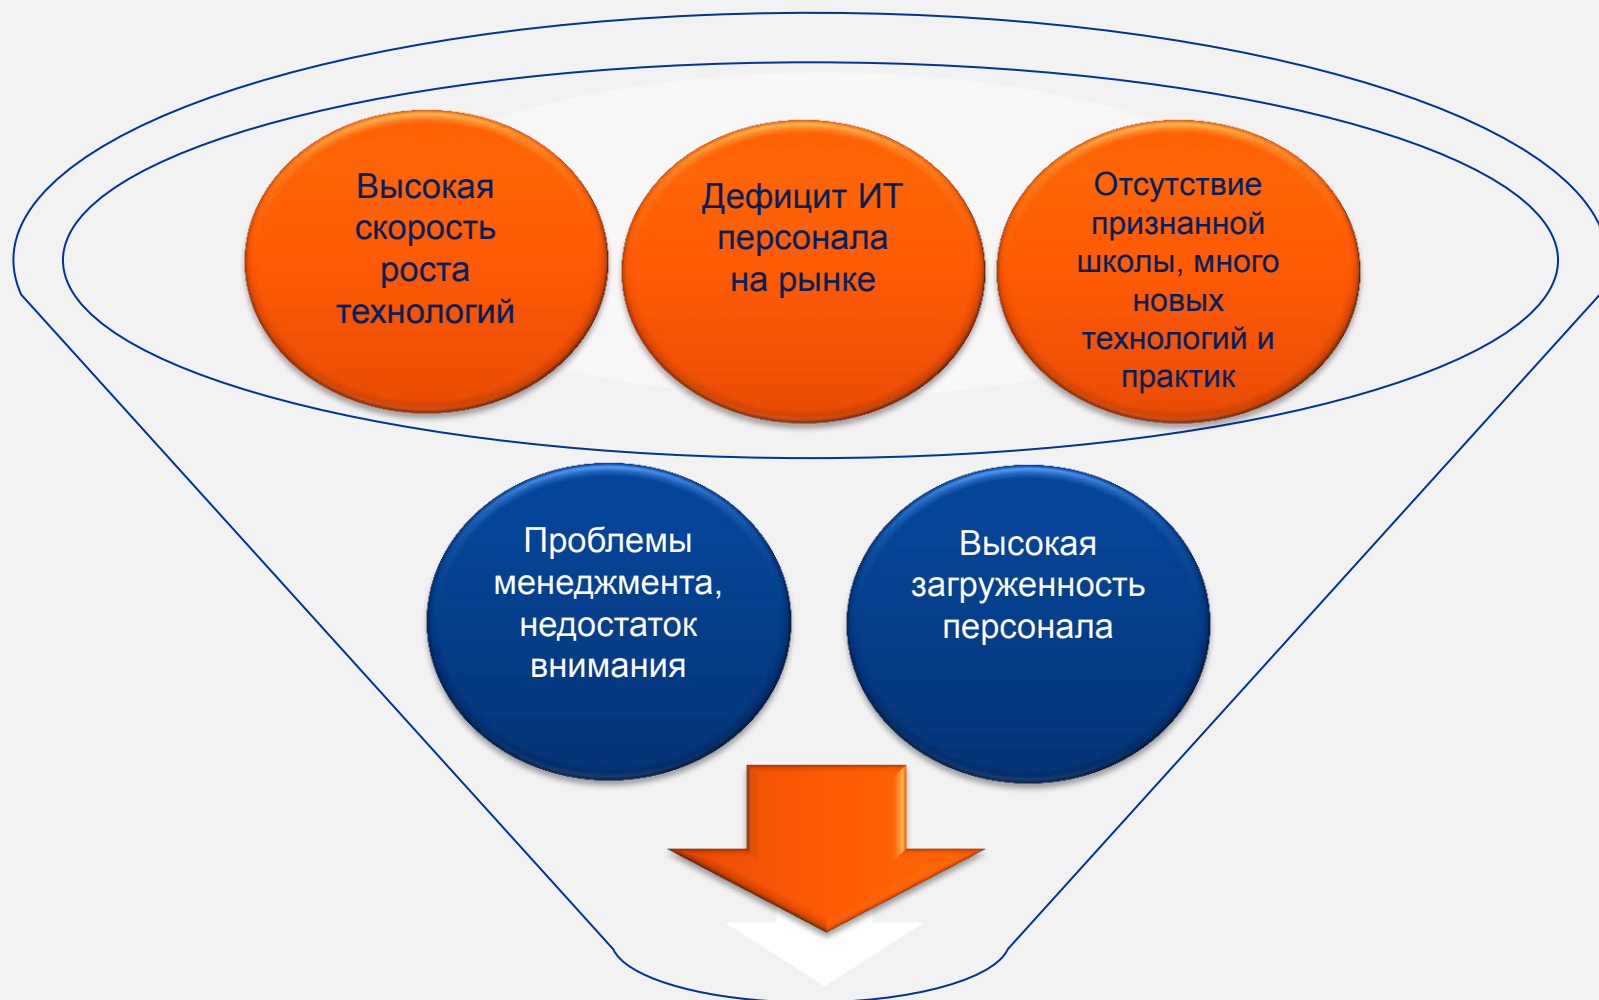 Высокая
скорость
роста
технологий
Дефицит ИТ
персонала
на рынке
Отсутствие
признанной
школы, много
новых
технологий и
практик
Проблемы
менеджмента,
недостаток
внимания
Высокая
загруженность
персонала